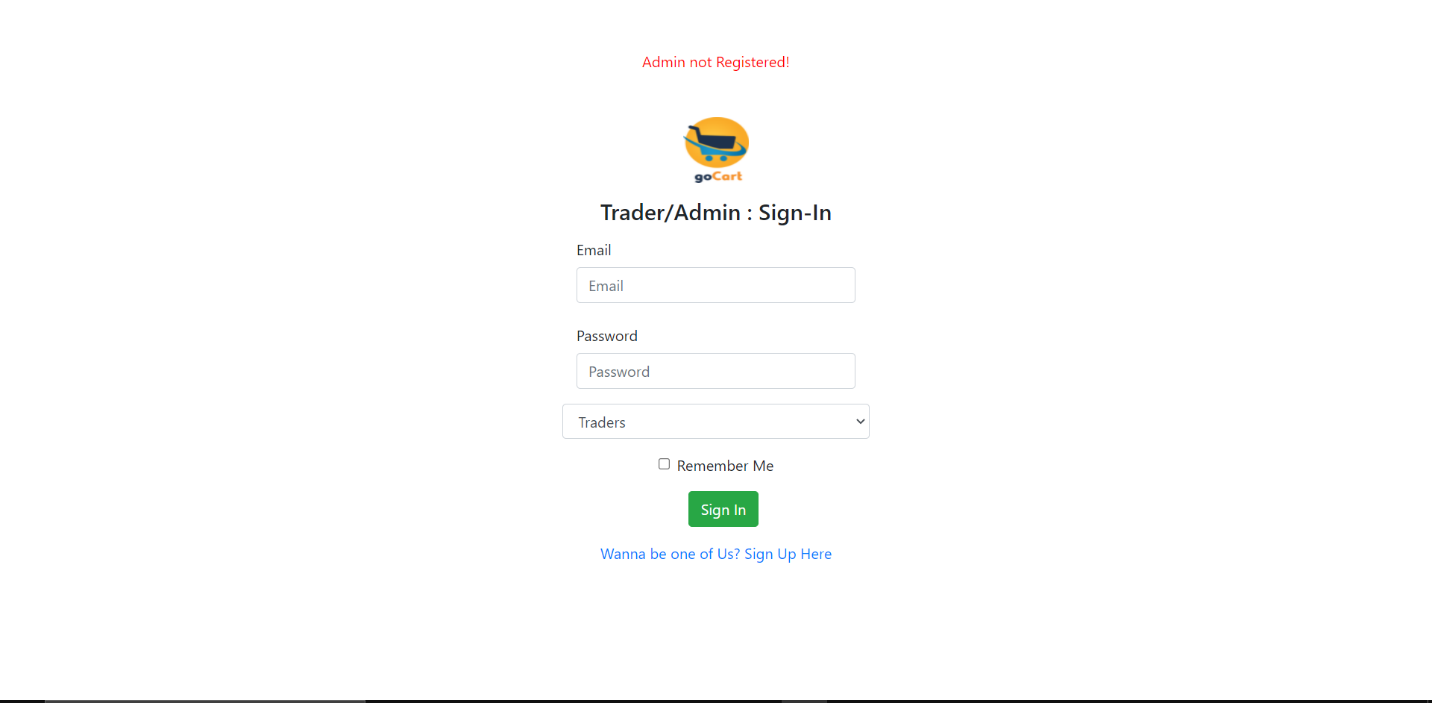 Admin not Registered!
goCart
Trader/Admin : Sign-In
Email
Email
Password
Password
Traders
Remember Me
Sign In
Wanna be one of Us? Sign Up Here